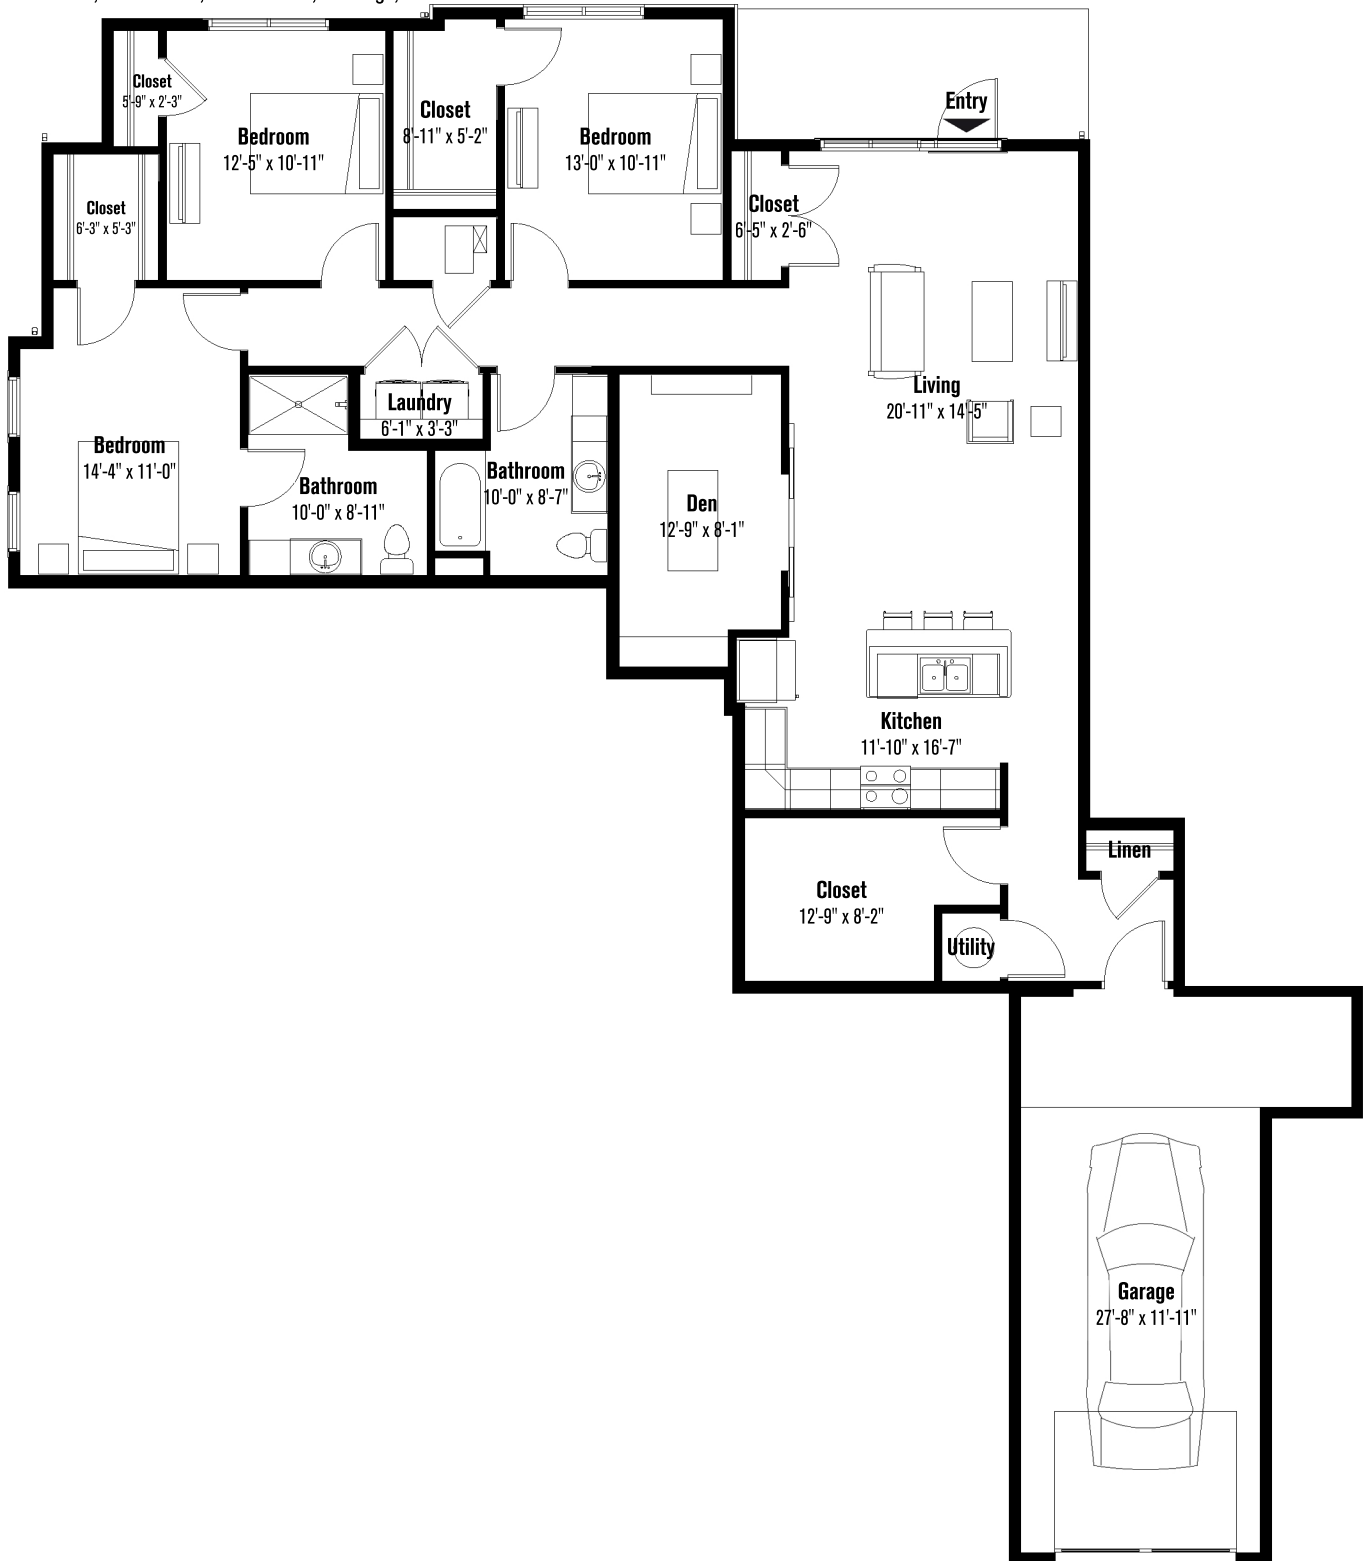 Closet
5'-9" x 2'-3"
Bedroom
12'-5" x 10'-11"
Closet
8'-11" x 5'-2"
Bedroom
13'-0" x 10'-11"
Entry
Closet
6'-3" x 5'-3"
Closet
6'-5" x 2'-6"
Living
20'-11" x 14'-5"
Laundry
6'-1" x 3'-3"
Bedroom
14'-4" x 11'-0"
Bathroom
10'-0" x 8'-11"
Bathroom
10'-0" x 8'-7"
Den
12'-9" x 8'-1"
Kitchen
11'-10" x 16'-7"
Linen
Closet
12'-9" x 8'-2"
Utility
Garage
27'-8" x 11'-11"